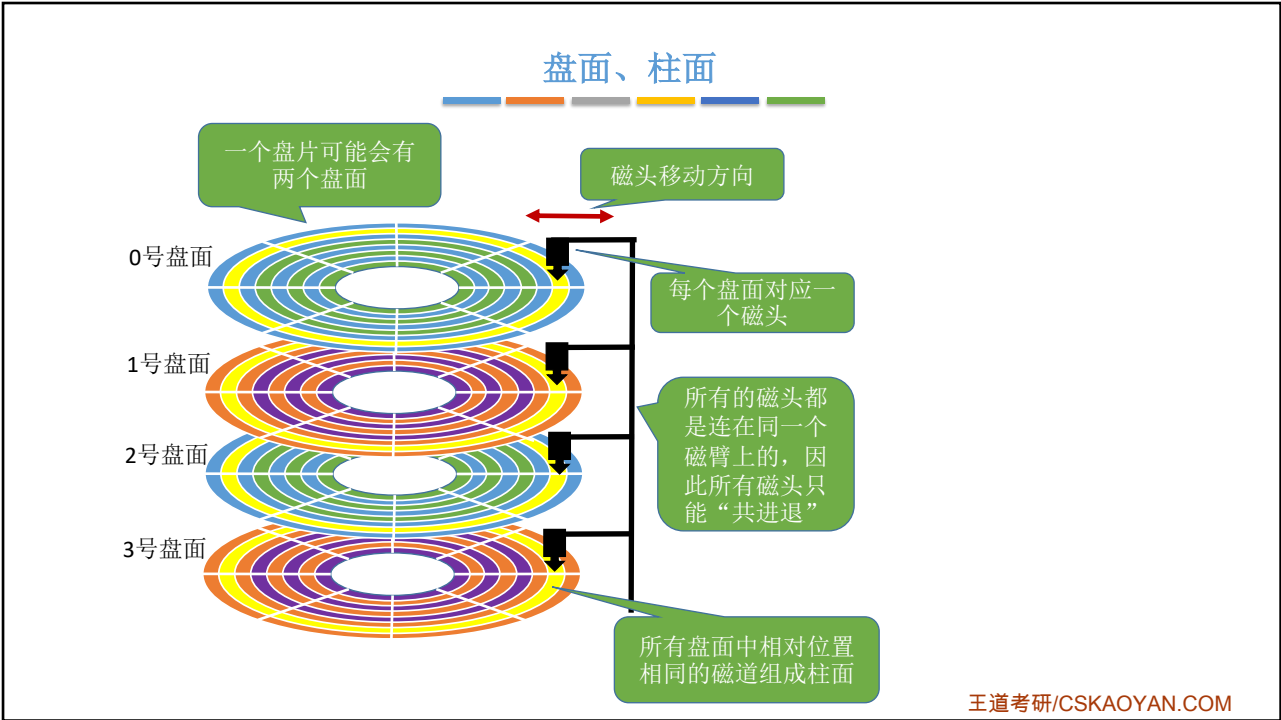 盘面、柱面
一个盘片可能会有
两个盘面
磁头移动方向
0号盘面
每个盘面对应一
个磁头
1号盘面
所有的磁头都
是连在同一个
磁臂上的，因
此所有磁头只
能“共进退”
2号盘面
3号盘面
所有盘面中相对位置
相同的磁道组成柱面
王道考研/CSKAOYAN.COM